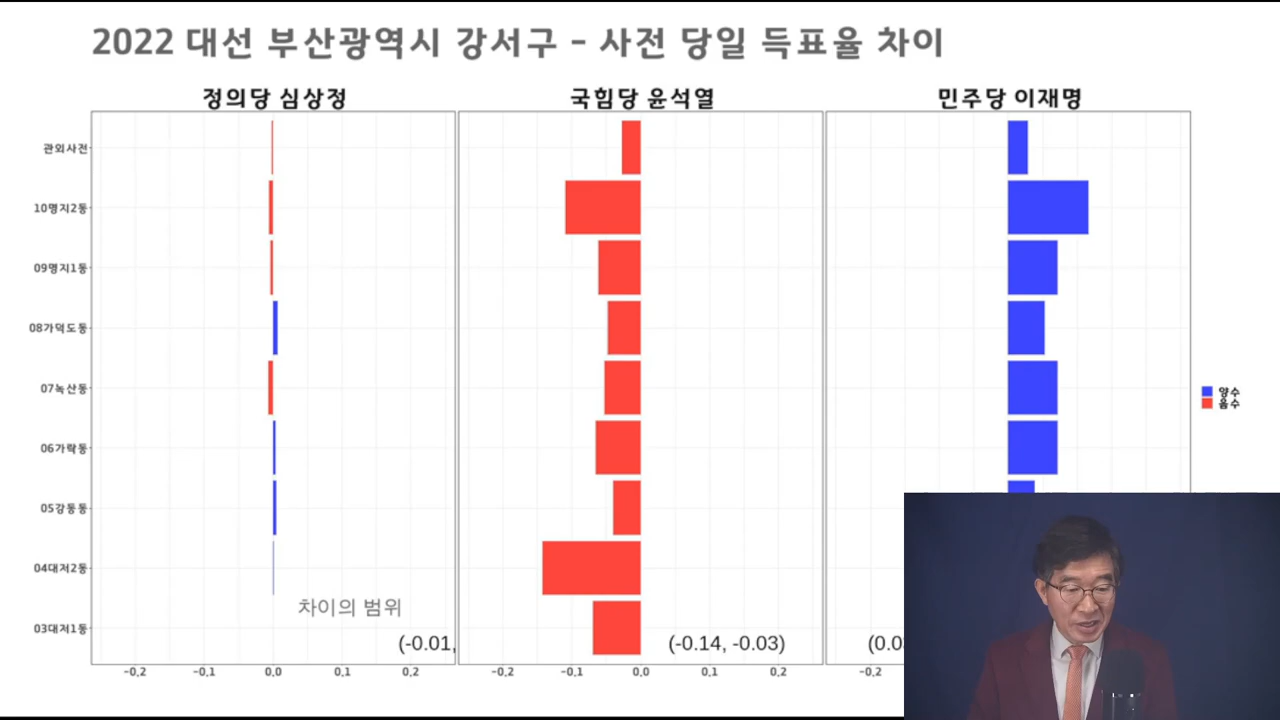 2022 대선 부산광역시 강서구 - 사전 당일 득표율 차이
정의당 심상정
국힘당 윤석열
민주당 이재명
관외사전
10명지2동
09명지1동
08가덕도동
07녹산동
06가락동
05강동동
04대저2동
03대저1동
양수
음수
차이의 범위
(-0.01,
(-0.14, -0.03)
(0.0
-0.2 -0.1 0.0 0.1 0.2
-0.2 -0.1 0.0 0.1 0.2
-0.2